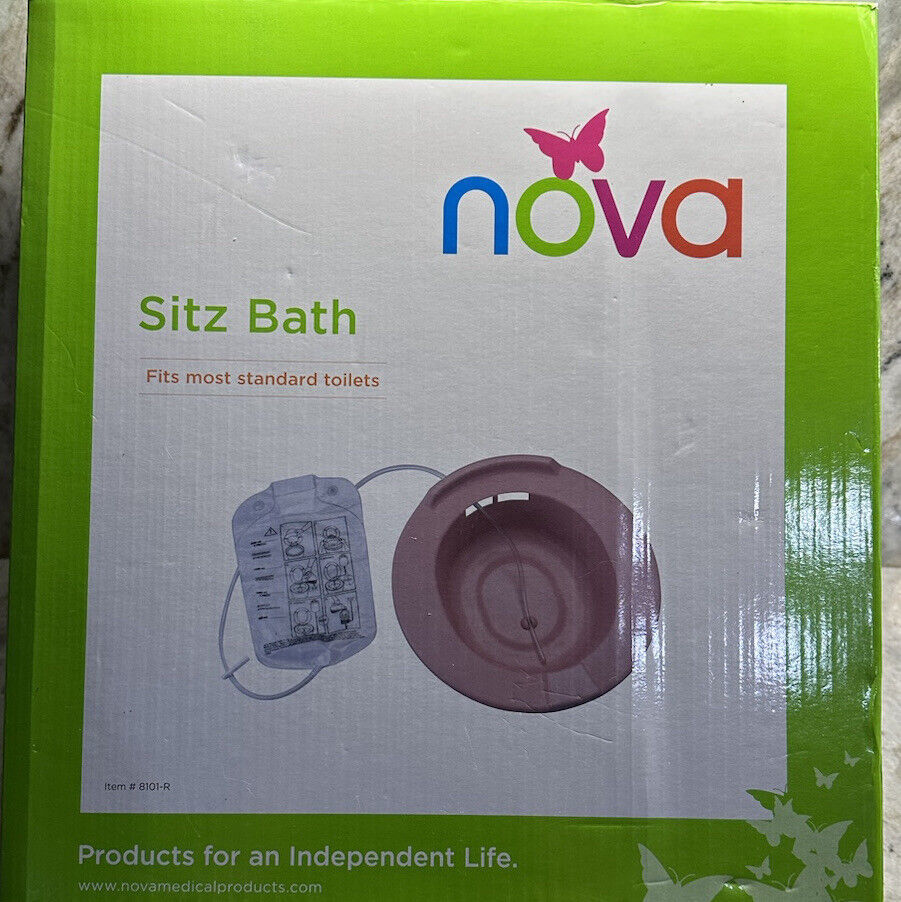 nova
Sitz Bath
Fits most standard toilets
Item # 8101-R
Products for an Independent Life.
www.novamedicalproducts.com